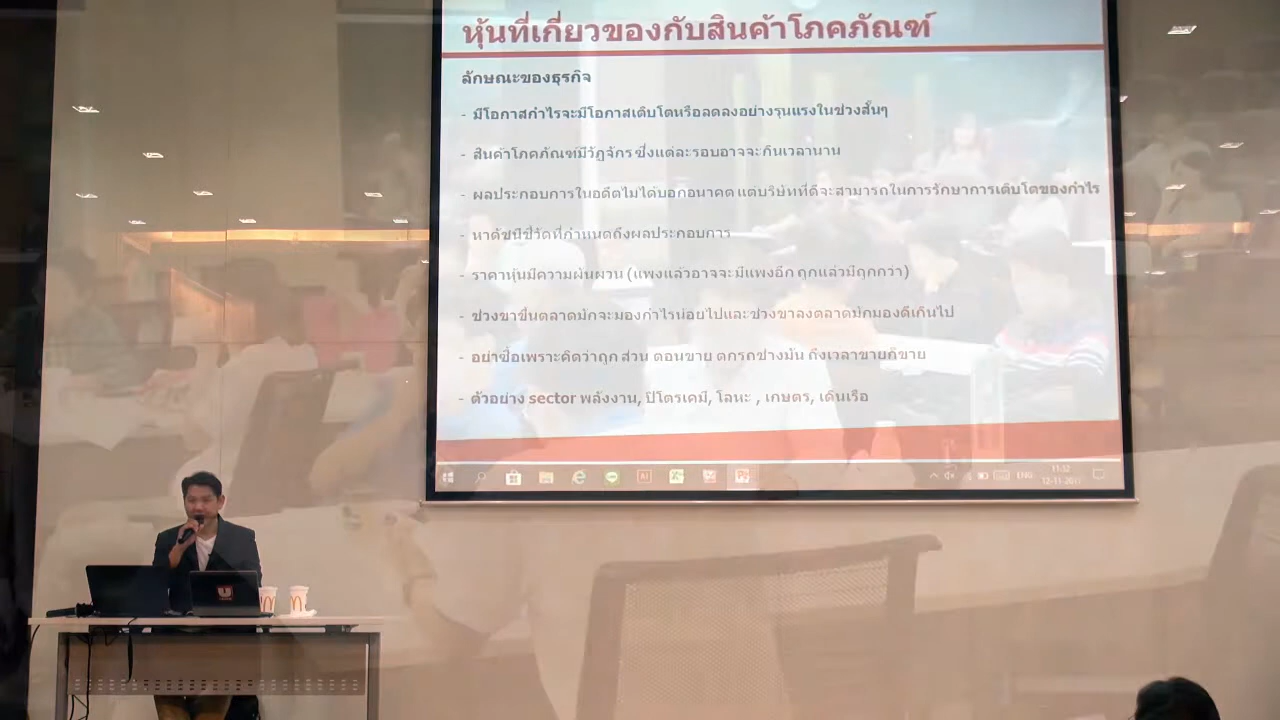 หุ้นที่เกี่ยวของกับสินค้าโภคภัณฑ์
ลักษณะของธุรกิจ
- มีโอกาสกำไรจะมีโอกาสเติบโตหรือลดลงอย่างรุนแรงในช่วงสั้นๆ
- สินค้าโภคภัณฑ์มีวัฏจักร ซึ่งแต่ละรอบอาจจะกินเวลานาน
- ผลประกอบการในอดีตไม่ได้บอกอนาคต แต่บริษัทที่ดีจะสามารถในการรักษาการเติบโตของกำไร
- หาดัชนีชี้วัดที่กำหนดถึงผลประกอบการ
- ราคาหุ้นมีความผันผวน (แพงแล้วอาจจะมีแพงอีก ถูกแล้วมีถูกกว่า)
- ช่วงขาขึ้นตลาดมักจะมองกำไรน้อยไปและช่วงขาลงตลาดมักมองดีเกินไป
- อย่าซื้อเพราะคิดว่าถูก ส่วน ตอนขาย ตกรถช่างมัน ถึงเวลาขายก็ขาย
- ตัวอย่าง sector พลังงาน, ปิโตรเคมี, โลหะ , เกษตร, เดินเรือ
ENG
11:32
12-11-2017